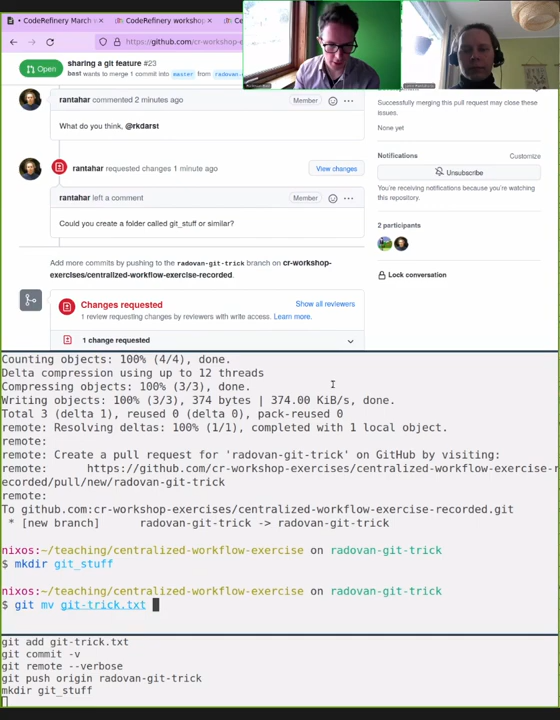 CodeRefinery March w
CodeRefinery workshop
Ce
https://github.com/cr-workshop-e
Open
sharing a git feature #23
bast wants to merge 1 commit into master from radovan-
rantahar commented 2 minutes ago
Member
What do you think, @rkdarst
rantahar requested changes 1 minute ago
View changes
rantahar left a comment
Member
Could you create a folder called git_stuff or similar?
Add more commits by pushing to the radovan-git-trick branch on cr-workshop-
exercises/centralized-workflow-exercise-recorded.
Changes requested
Show all reviewers
1 review requesting changes by reviewers with write access. Learn more.
1 change requested
Successfully merging this pull request may close these
issues.
None yet
Notifications
Customize
Unsubscribe
You're receiving notifications because you're watching
this repository.
2 participants
Lock conversation
Counting objects: 100% (4/4), done.
Delta compression using up to 12 threads
Compressing objects: 100% (3/3), done.
Writing objects: 100% (3/3), 374 bytes | 374.00 KiB/s, done.
Total 3 (delta 1), reused 0 (delta 0), pack-reused 0
remote: Resolving deltas: 100% (1/1), completed with 1 local object.
remote:
remote: Create a pull request for 'radovan-git-trick' on GitHub by visiting:
remote:      https://github.com/cr-workshop-exercises/centralized-workflow-exercise-r
ecorded/pull/new/radovan-git-trick
remote:
To github.com:cr-workshop-exercises/centralized-workflow-exercise-recorded.git
 * [new branch]      radovan-git-trick -> radovan-git-trick
nixos:~/teaching/centralized-workflow-exercise on radovan-git-trick
$ mkdir git_stuff
nixos:~/teaching/centralized-workflow-exercise on radovan-git-trick
$ git mv git-trick.txt
git add git-trick.txt
git commit -v
git remote --verbose
git push origin radovan-git-trick
mkdir git_stuff